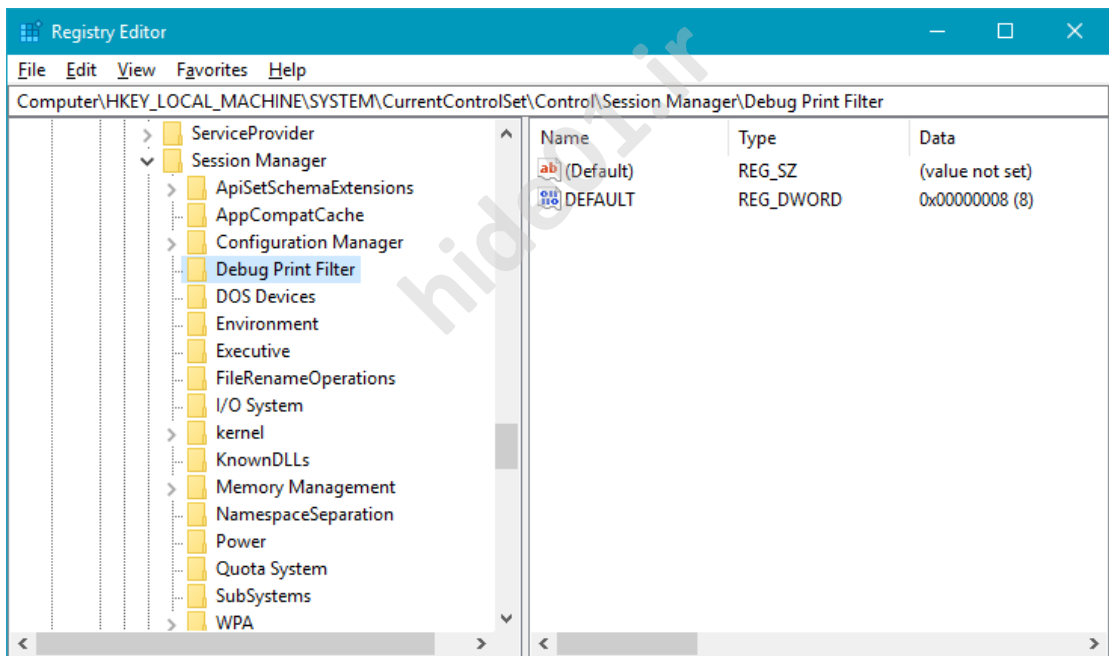 Registry Editor
File Edit View Favorites Help
Computer\HKEY_LOCAL_MACHINE\SYSTEM\CurrentControlSet\Control\Session Manager\Debug Print Filter
ServiceProvider
Session Manager
ApiSetSchemaExtensions
AppCompatCache
Configuration Manager
Debug Print Filter
DOS Devices
Environment
Executive
FileRenameOperations
I/O System
kernel
KnownDLLs
Memory Management
NamespaceSeparation
Power
Quota System
SubSystems
WPA
Name Type Data
(Default) REG_SZ (value not set)
DEFAULT REG_DWORD 0x00000008 (8)
hide01.ir